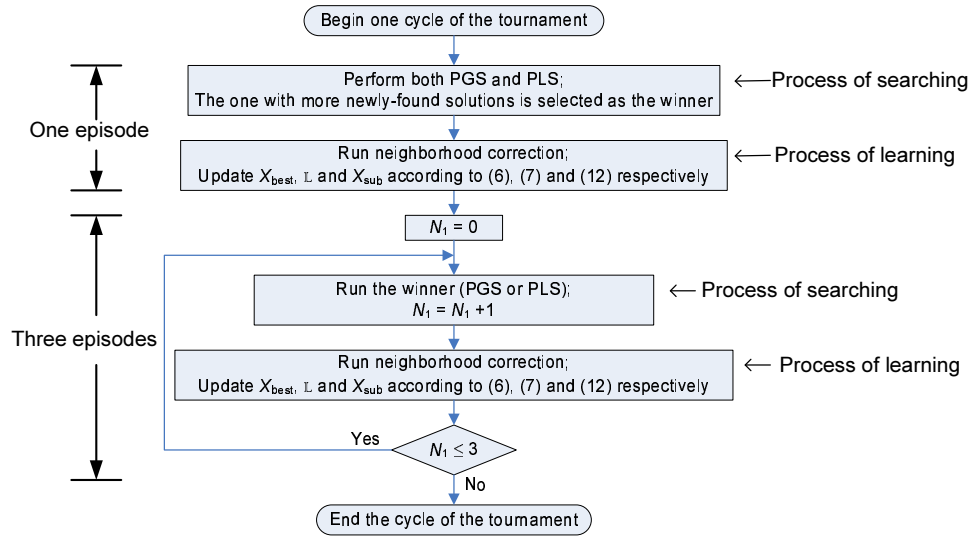 Begin one cycle of the tournament
Perform both PGS and PLS;
The one with more newly-found solutions is selected as the winner
Process of searching
One episode
Run neighborhood correction;
Update Xbest, 𝕃 and Xsub according to (6), (7) and (12) respectively
Process of learning
N1 = 0
Run the winner (PGS or PLS);
N1 = N1 +1
Process of searching
Three episodes
Run neighborhood correction;
Update Xbest, 𝕃 and Xsub according to (6), (7) and (12) respectively
Process of learning
Yes
N1 ≤ 3
No
End the cycle of the tournament